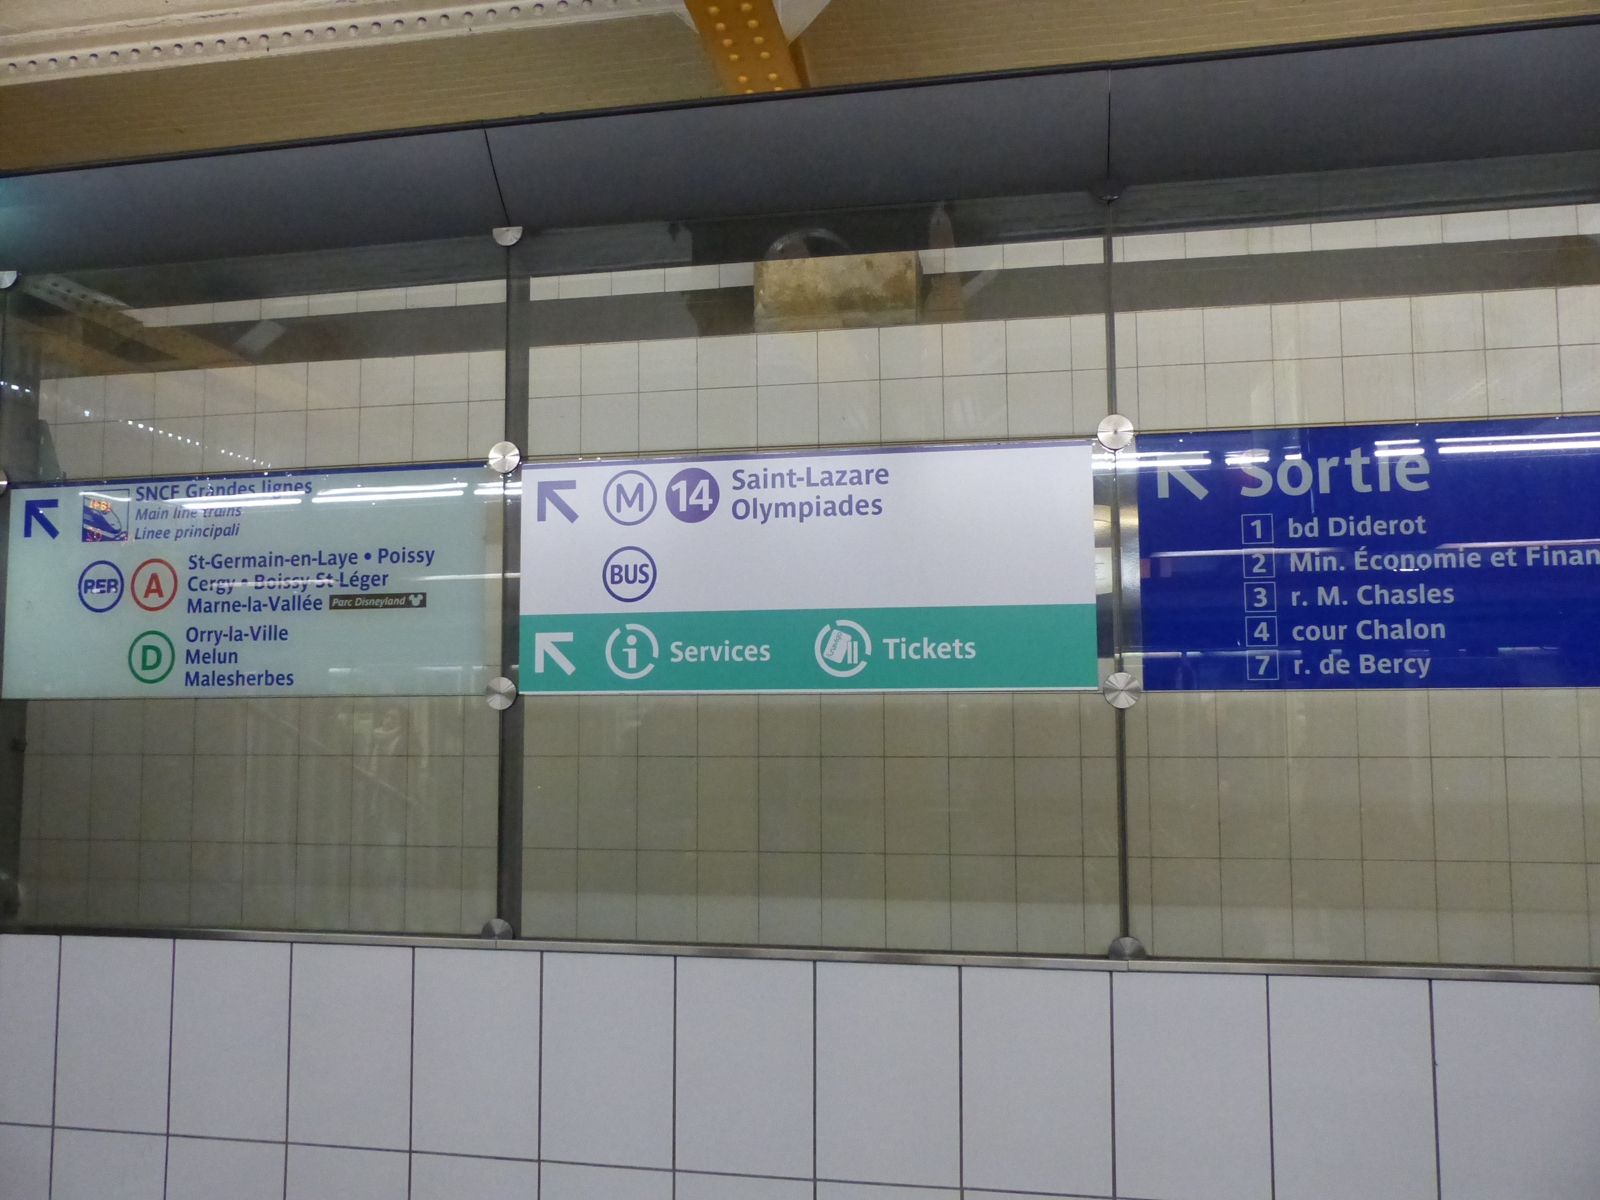 SNCF Grandes lignes
Main line trains
Linee principali
RER A St-Germain-en-Laye • Poissy
Cergy • Boissy-St-Léger
Marne-la-Vallée Parc Disneyland
D Orry-la-Ville
Melun
Malesherbes
M 14 Saint-Lazare
Olympiades
BUS
i Services Tickets
Sortie
1 bd Diderot
2 Min. Économie et Finan
3 r. M. Chasles
4 cour Chalon
7 r. de Bercy